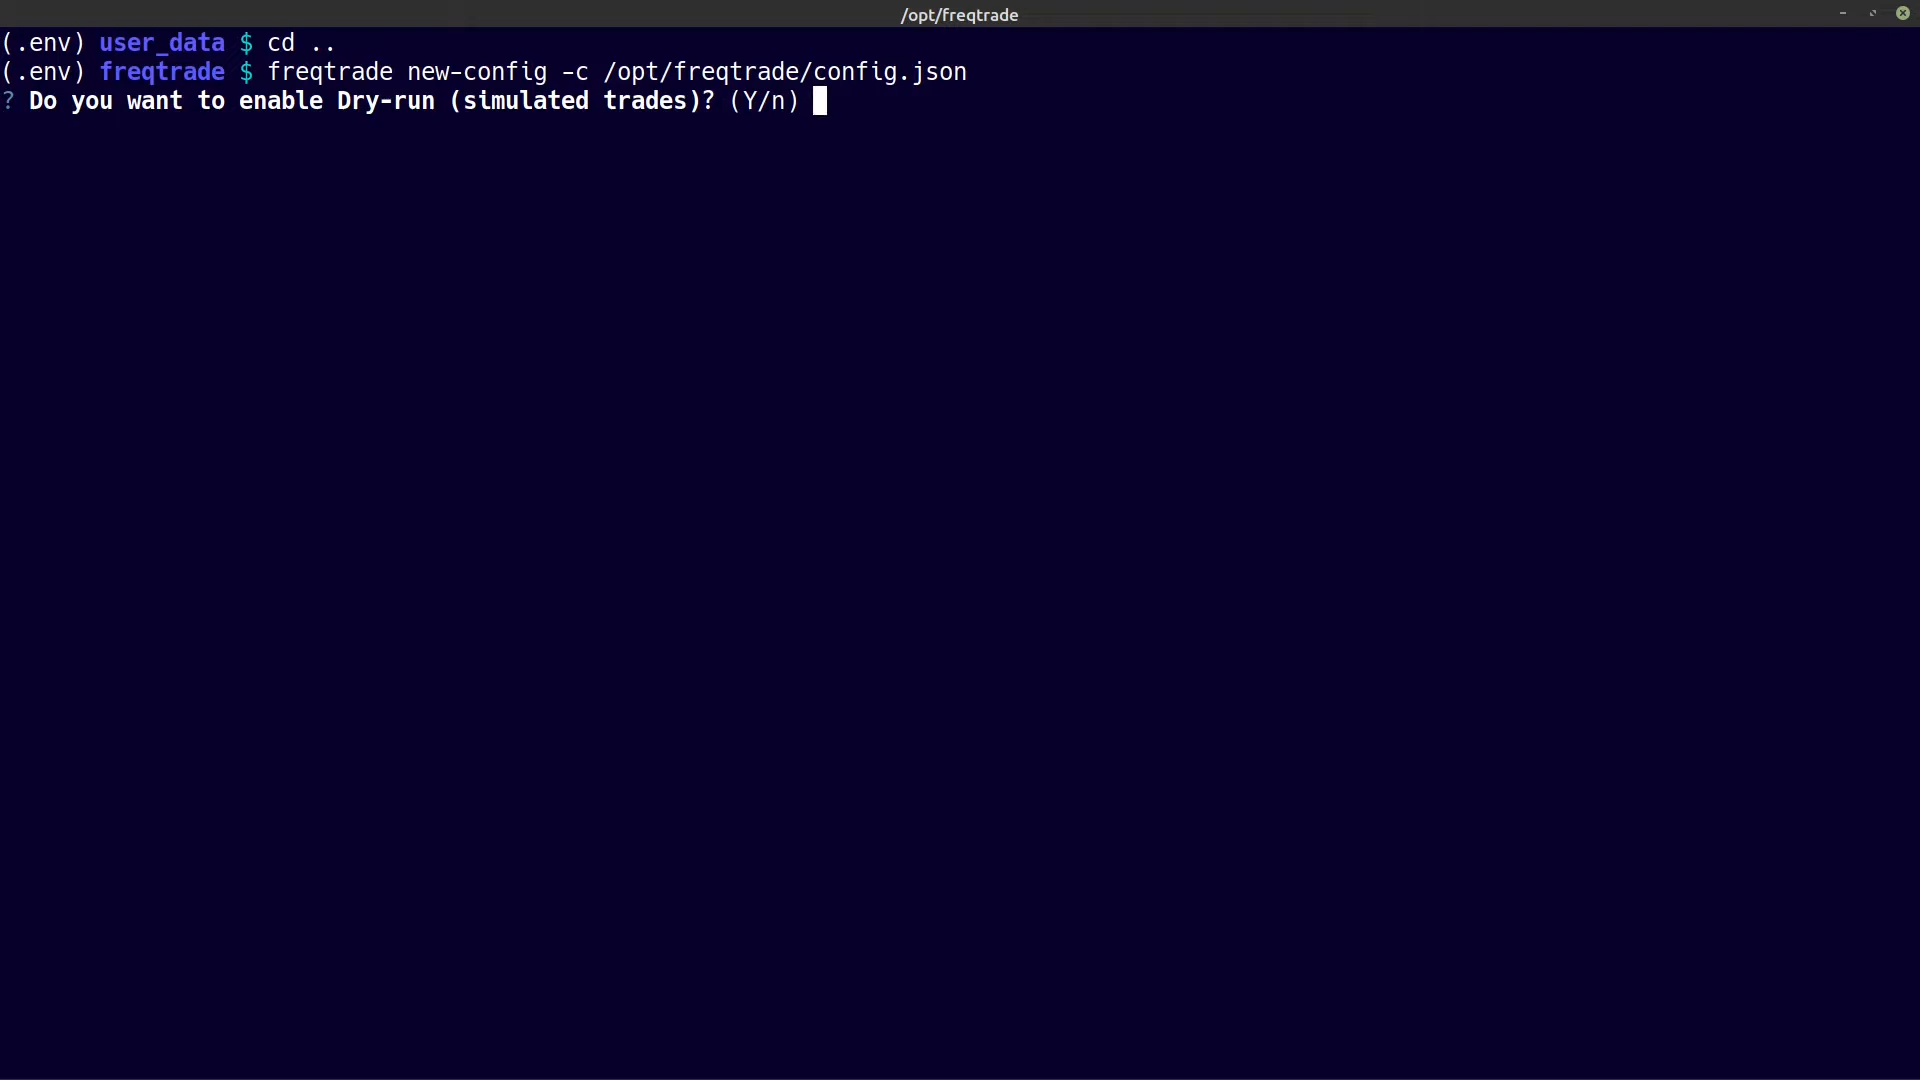 /opt/freqtrade
(.env) user_data $ cd ..
(.env) freqtrade $ freqtrade new-config -c /opt/freqtrade/config.json
? Do you want to enable Dry-run (simulated trades)? (Y/n)